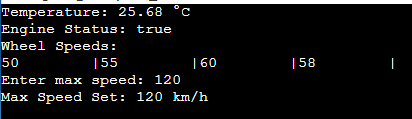 Temperature: 25.68 °C
Engine Status: true
Wheel Speeds:
50 |55 |60 |58 |
Enter max speed: 120
Max Speed Set: 120 km/h